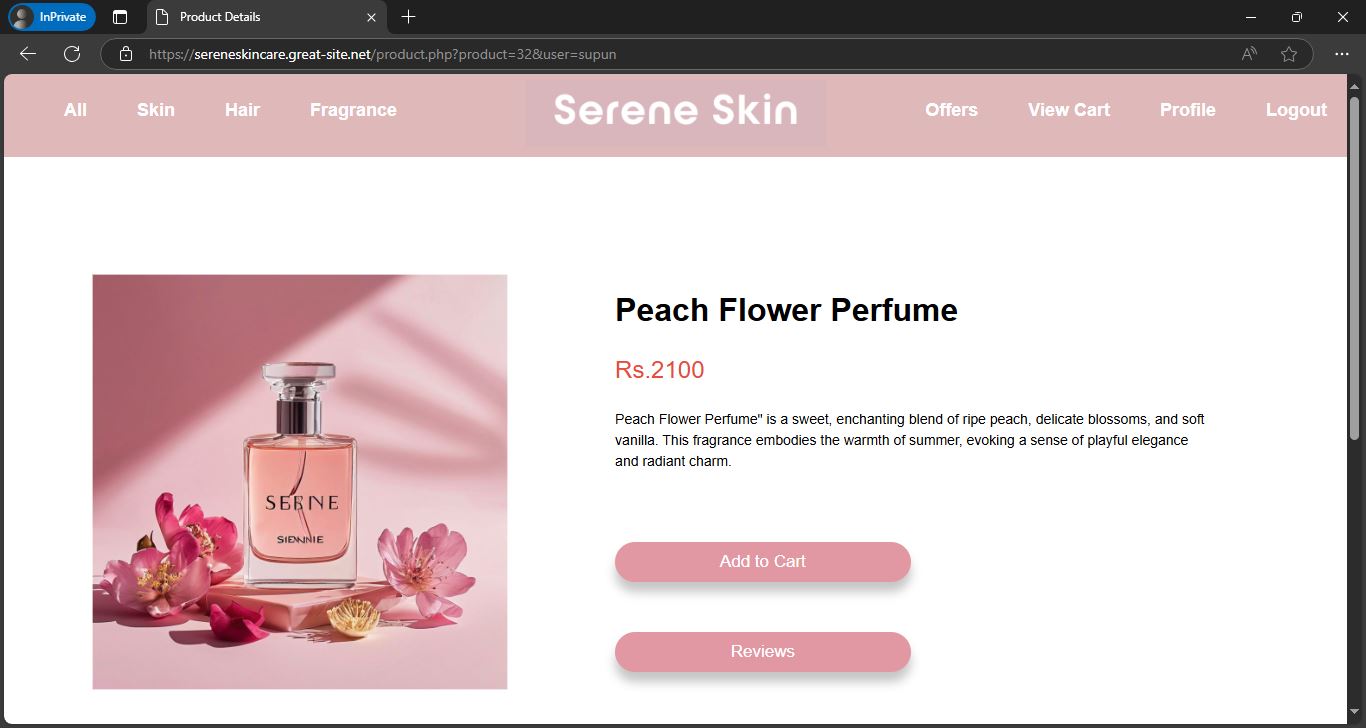 InPrivate
Product Details
https://sereneskincare.great-site.net/product.php?product=32&user=supun
All Skin Hair Fragrance Serene Skin Offers View Cart Profile Logout
Peach Flower Perfume
Rs.2100
Peach Flower Perfume" is a sweet, enchanting blend of ripe peach, delicate blossoms, and soft
vanilla. This fragrance embodies the warmth of summer, evoking a sense of playful elegance
and radiant charm.
SEBNE
Add to Cart
Reviews